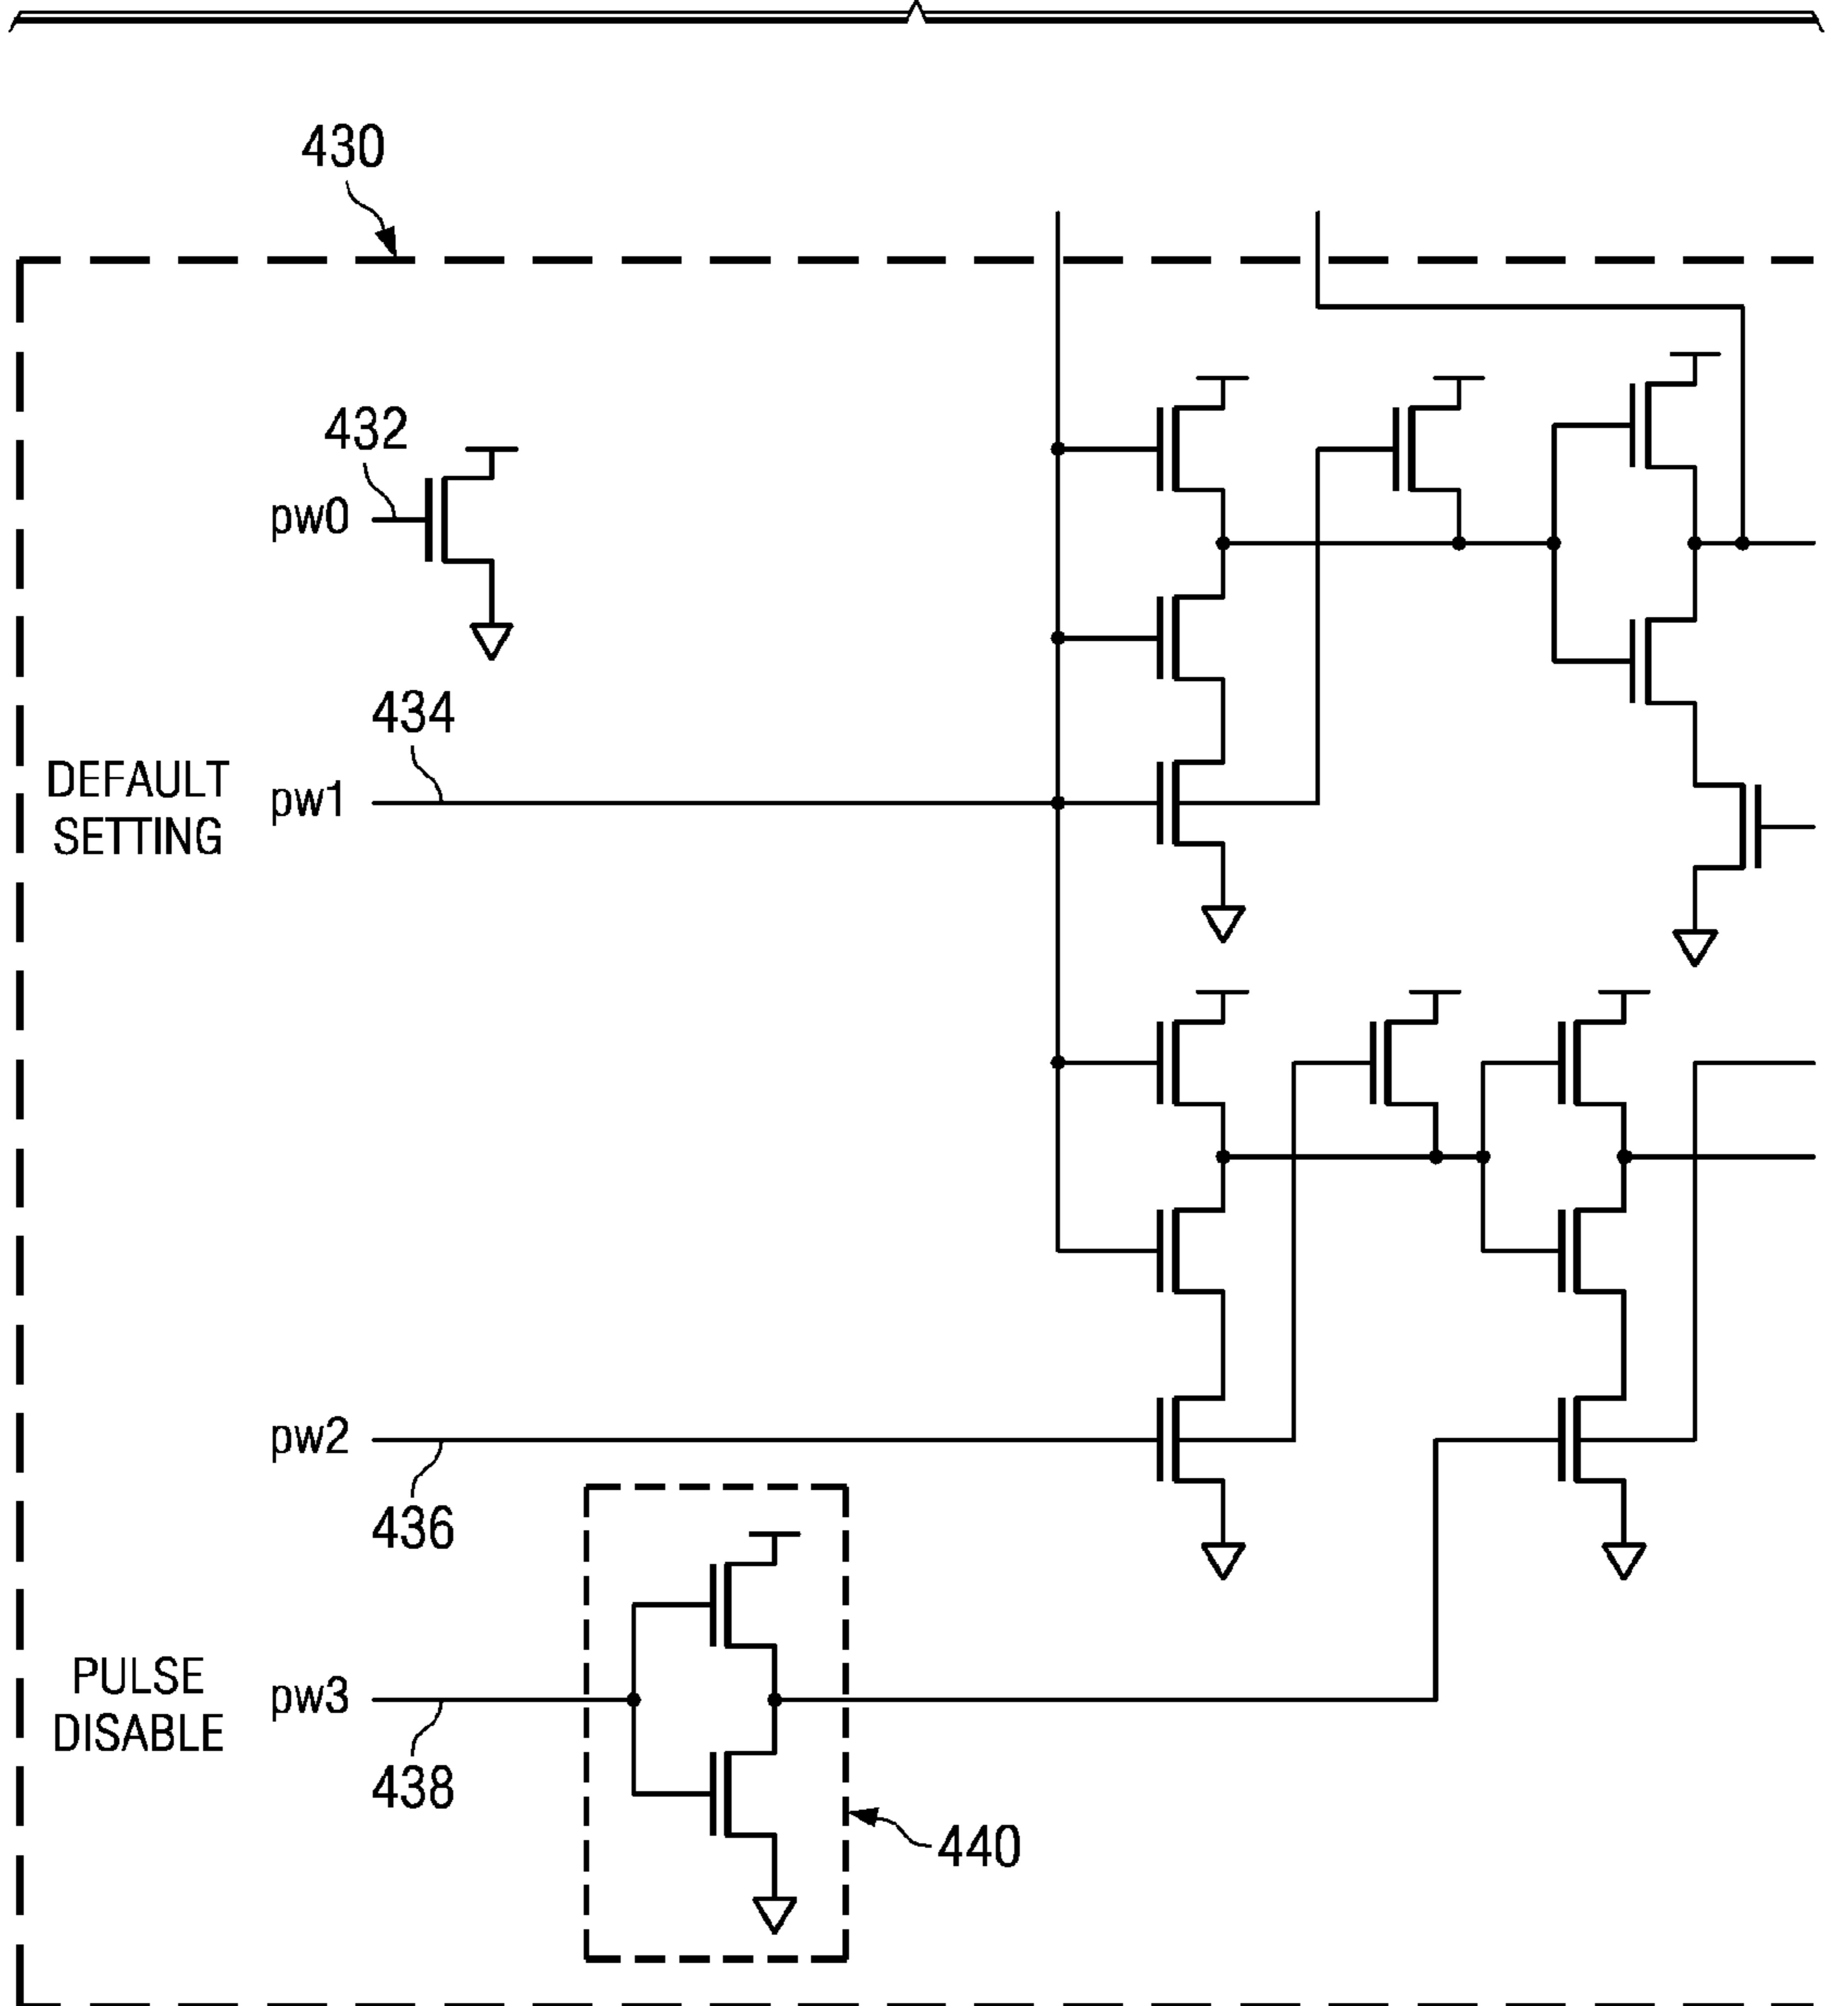 430
432
pw0
434
DEFAULT
SETTING
pw1
pw2
436
PULSE
DISABLE
pw3
438
440